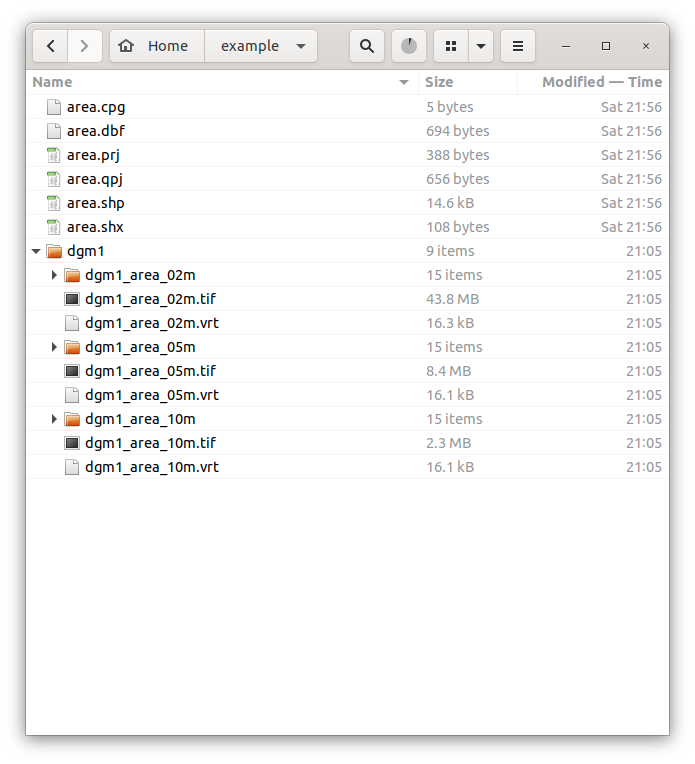 Home example
Name Size Modified — Time
area.cpg 5 bytes Sat 21:56
area.dbf 694 bytes Sat 21:56
area.prj 388 bytes Sat 21:56
area.qpj 656 bytes Sat 21:56
area.shp 14.6 kB Sat 21:56
area.shx 108 bytes Sat 21:56
dgm1 9 items 21:05
dgm1_area_02m 15 items 21:05
dgm1_area_02m.tif 43.8 MB 21:05
dgm1_area_02m.vrt 16.3 kB 21:05
dgm1_area_05m 15 items 21:05
dgm1_area_05m.tif 8.4 MB 21:05
dgm1_area_05m.vrt 16.1 kB 21:05
dgm1_area_10m 15 items 21:05
dgm1_area_10m.tif 2.3 MB 21:05
dgm1_area_10m.vrt 16.1 kB 21:05